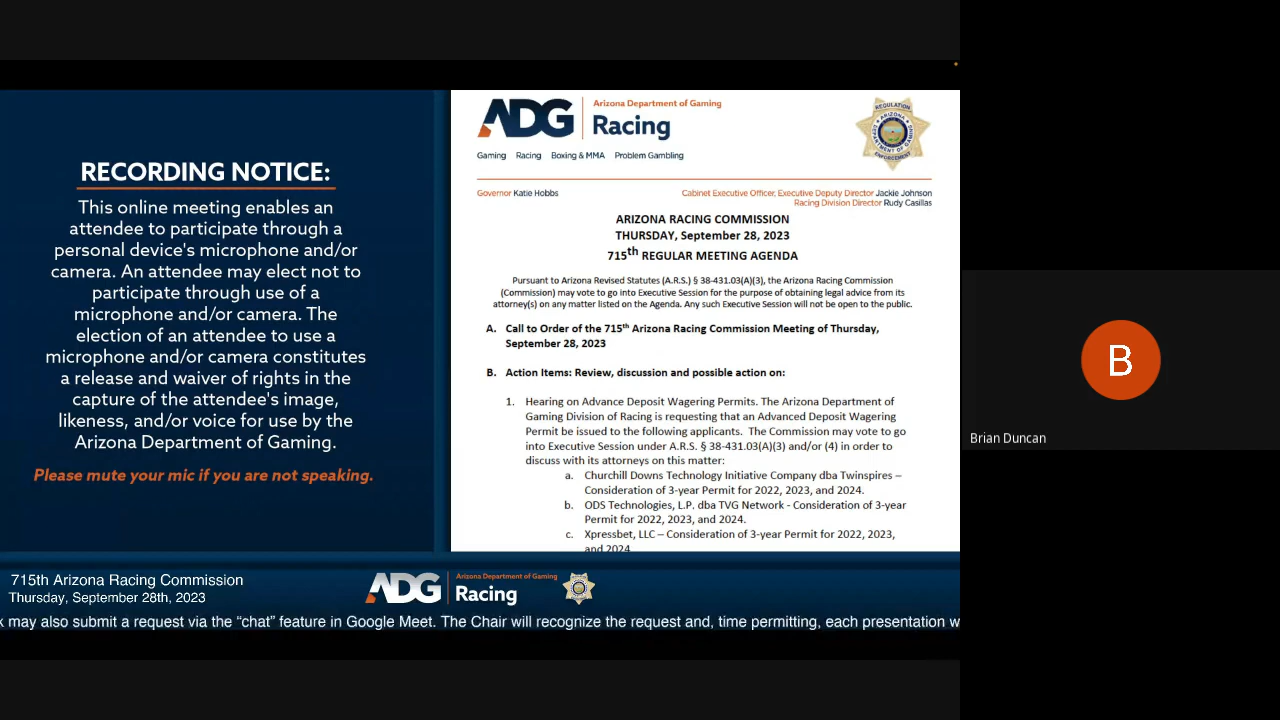 RECORDING NOTICE:
This online meeting enables an
attendee to participate through a
personal device's microphone and/or
camera. An attendee may elect not to
participate through use of a
microphone and/or camera. The
election of an attendee to use a
microphone and/or camera constitutes
a release and waiver of rights in the
capture of the attendee's image,
likeness, and/or voice for use by the
Arizona Department of Gaming.
Please mute your mic if you are not speaking.
ADG
Arizona Department of Gaming
Racing
Gaming Racing Boxing & MMA Problem Gambling
REGULATION
ARIZONA
DEPARTMENT OF GAMING
ENFORCEMENT
Governor Katie Hobbs
Cabinet Executive Officer, Executive Deputy Director Jackie Johnson
Racing Division Director Rudy Casillas
ARIZONA RACING COMMISSION
THURSDAY, September 28, 2023
715th REGULAR MEETING AGENDA
Pursuant to Arizona Revised Statutes (A.R.S.) § 38-431.03(A)(3), the Arizona Racing Commission
(Commission) may vote to go into Executive Session for the purpose of obtaining legal advice from its
attorney(s) on any matter listed on the Agenda. Any such Executive Session will not be open to the public.
A. Call to Order of the 715th Arizona Racing Commission Meeting of Thursday,
September 28, 2023
B. Action Items: Review, discussion and possible action on:
1. Hearing on Advance Deposit Wagering Permits. The Arizona Department of
Gaming Division of Racing is requesting that an Advanced Deposit Wagering
Permit be issued to the following applicants. The Commission may vote to go
into Executive Session under A.R.S. § 38-431.03(A)(3) and/or (4) in order to
discuss with its attorneys on this matter:
a. Churchill Downs Technology Initiative Company dba Twinspires –
Consideration of 3-year Permit for 2022, 2023, and 2024.
b. ODS Technologies, L.P. dba TVG Network - Consideration of 3-year
Permit for 2022, 2023, and 2024.
c. Xpressbet, LLC – Consideration of 3-year Permit for 2022, 2023,
and 2024
B
Brian Duncan
715th Arizona Racing Commission
Thursday, September 28th, 2023
ADG
Arizona Department of Gaming
Racing
k may also submit a request via the “chat” feature in Google Meet. The Chair will recognize the request and, time permitting, each presentation w